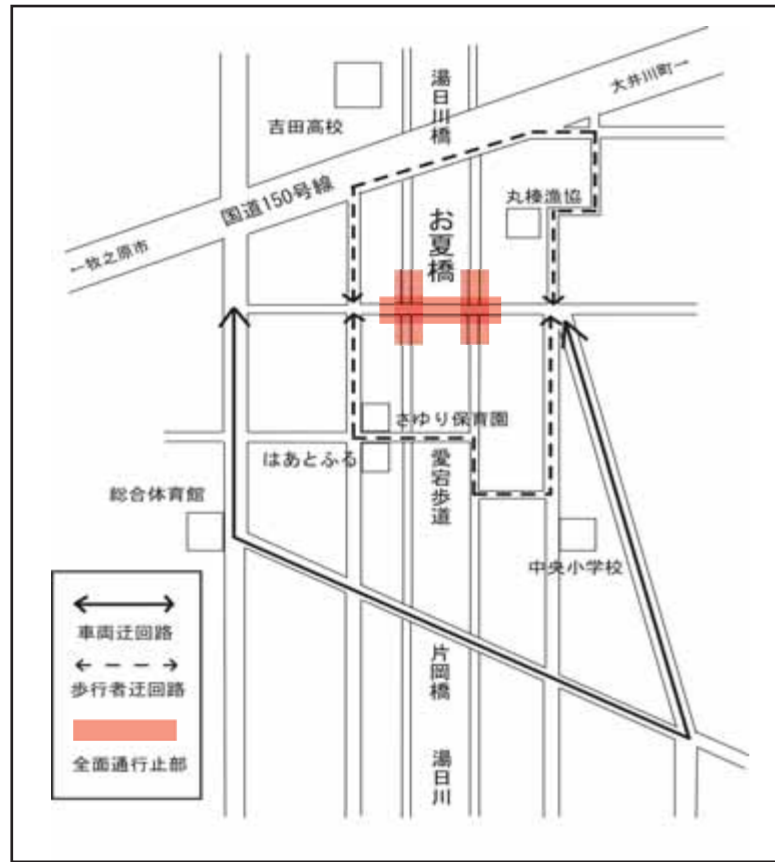 湯日川橋
大井川町→
吉田高校
国道150号線
丸榛漁協
お夏橋
←牧之原市
さゆり保育園
はあとふる
愛宕歩道
総合体育館
中央小学校
車両迂回路
歩行者迂回路
全面通行止部
片岡橋
湯日川